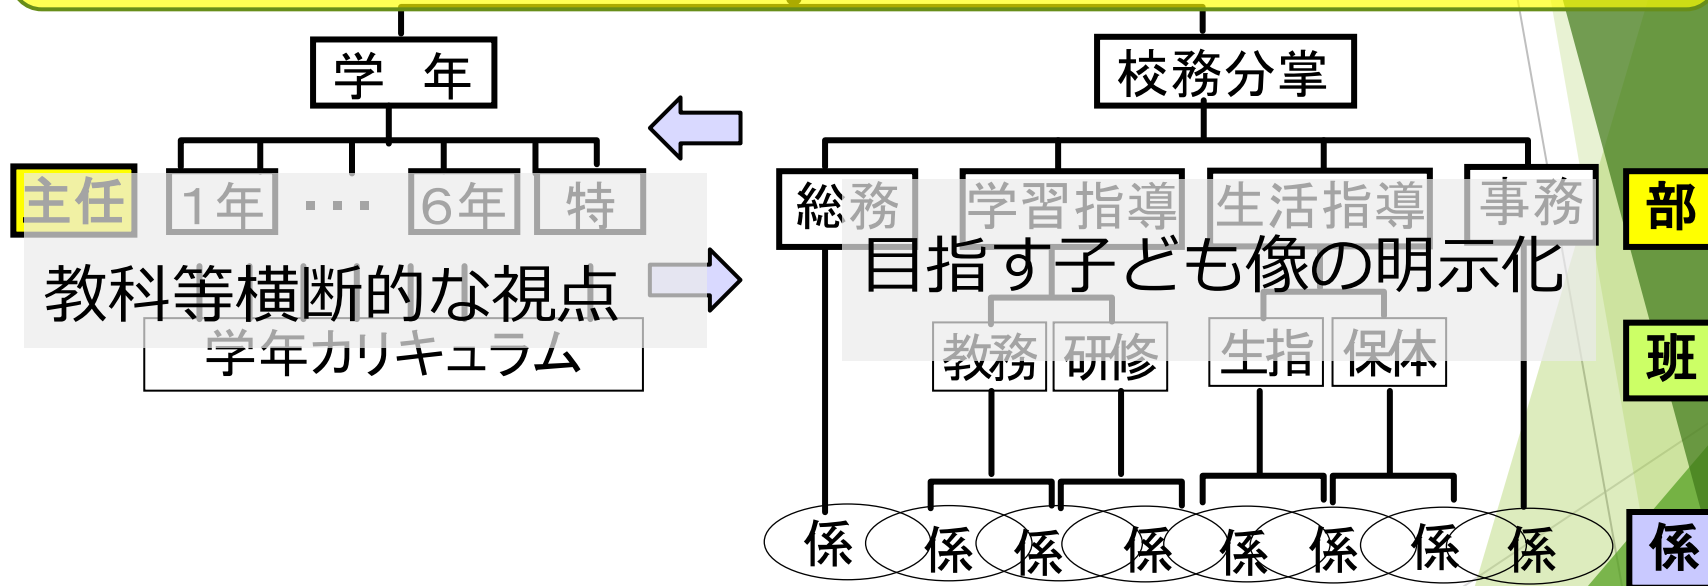 学　年
校務分掌
主任
1年
・・・
6年
特
総務
学習指導
生活指導
事務
部
教科等横断的な視点
目指す子ども像の明示化
学年カリキュラム
教務
研修
生指
保体
班
係
係
係
係
係
係
係
係
係